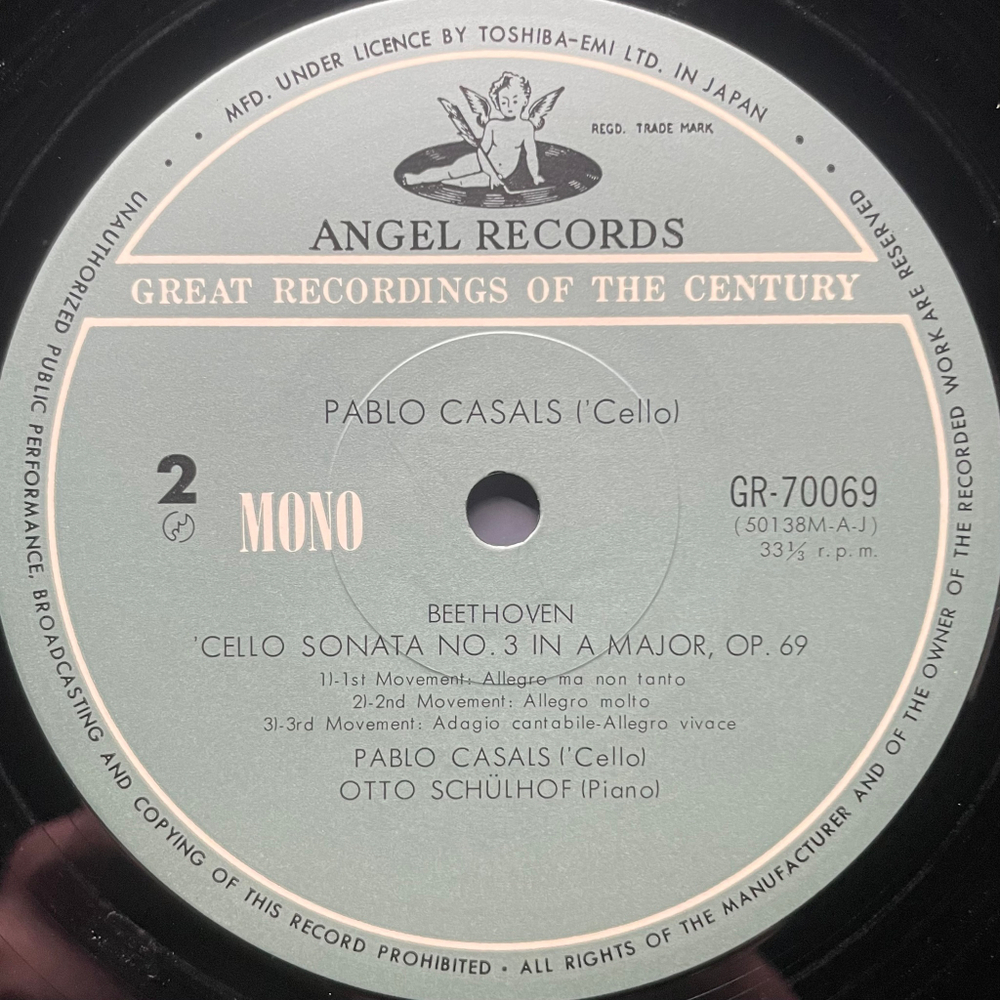 MFD. UNDER LICENCE BY TOSHIBA-EMI LTD. IN JAPAN
REGD. TRADE MARK
ANGEL RECORDS
GREAT RECORDINGS OF THE CENTURY
PABLO CASALS ('Cello)
2
MONO
GR-70069
(50138M-A-J)
33⅓ r.p.m.
BEETHOVEN
'CELLO SONATA NO. 3 IN A MAJOR, OP. 69
1)-1st Movement: Allegro ma non tanto
2)-2nd Movement: Allegro molto
3)-3rd Movement: Adagio cantabile-Allegro vivace
PABLO CASALS ('Cello)
OTTO SCHÜLHOF (Piano)
UNAUTHORIZED PUBLIC PERFORMANCE, BROADCASTING AND COPYING OF THIS RECORD PROHIBITED • ALL RIGHTS OF THE MANUFACTURER AND OF THE OWNER OF THE RECORDED WORK ARE RESERVED